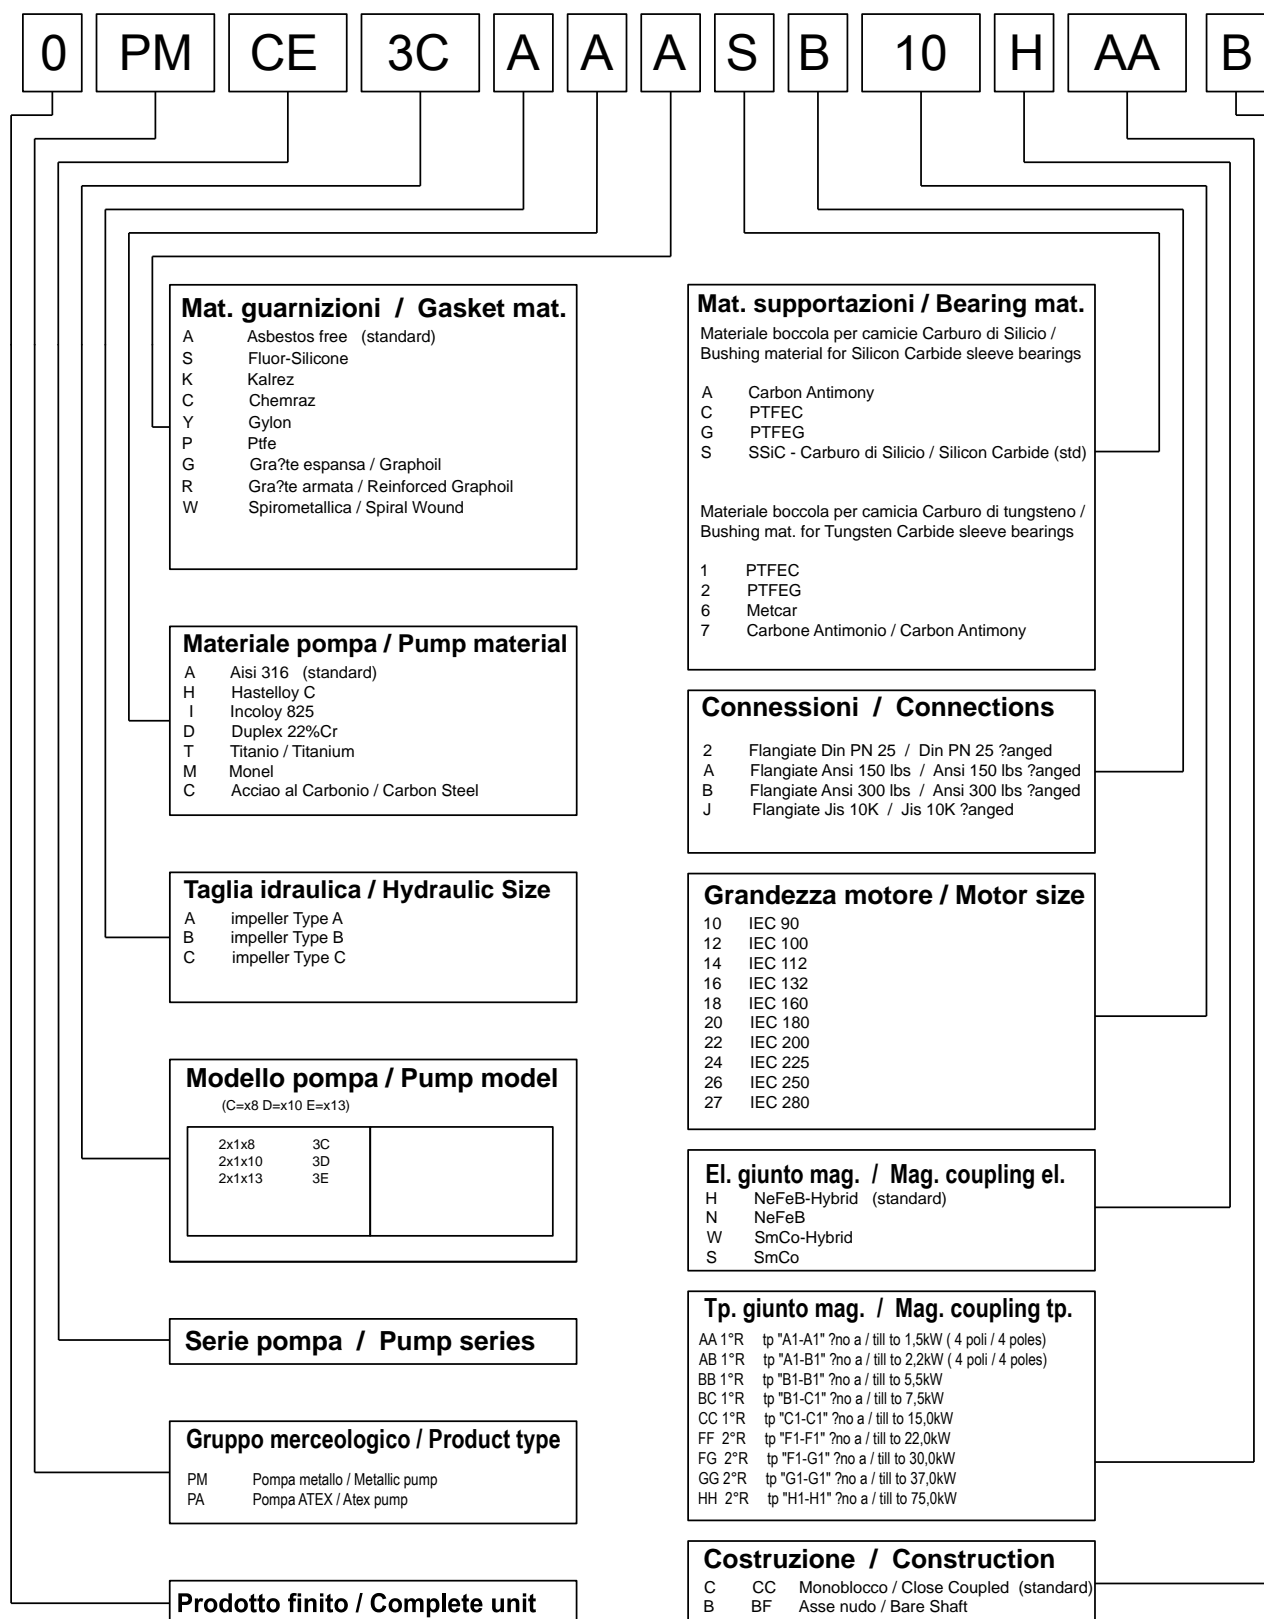 0 PM CE 3C A A A S B 10 H AA B
Mat. guarnizioni / Gasket mat.
A Asbestos free (standard)
S Fluor-Silicone
K Kalrez
C Chemraz
Y Gylon
P Ptfe
G Gra?te espansa / Graphoil
R Gra?te armata / Reinforced Graphoil
W Spirometallica / Spiral Wound
Materiale pompa / Pump material
A Aisi 316 (standard)
H Hastelloy C
I Incoloy 825
D Duplex 22%Cr
T Titanio / Titanium
M Monel
C Acciao al Carbonio / Carbon Steel
Taglia idraulica / Hydraulic Size
A impeller Type A
B impeller Type B
C impeller Type C
Modello pompa / Pump model
(C=x8 D=x10 E=x13)
2x1x8 3C
2x1x10 3D
2x1x13 3E
Serie pompa / Pump series
Gruppo merceologico / Product type
PM Pompa metallo / Metallic pump
PA Pompa ATEX / Atex pump
Prodotto finito / Complete unit
Mat. supportazioni / Bearing mat.
Materiale boccola per camicie Carburo di Silicio /
Bushing material for Silicon Carbide sleeve bearings
A Carbon Antimony
C PTFEC
G PTFEG
S SSiC - Carburo di Silicio / Silicon Carbide (std)
Materiale boccola per camicia Carburo di tungsteno /
Bushing mat. for Tungsten Carbide sleeve bearings
1 PTFEC
2 PTFEG
6 Metcar
7 Carbone Antimonio / Carbon Antimony
Connessioni / Connections
2 Flangiate Din PN 25 / Din PN 25 ?anged
A Flangiate Ansi 150 lbs / Ansi 150 lbs ?anged
B Flangiate Ansi 300 lbs / Ansi 300 lbs ?anged
J Flangiate Jis 10K / Jis 10K ?anged
Grandezza motore / Motor size
10 IEC 90
12 IEC 100
14 IEC 112
16 IEC 132
18 IEC 160
20 IEC 180
22 IEC 200
24 IEC 225
26 IEC 250
27 IEC 280
El. giunto mag. / Mag. coupling el.
H NeFeB-Hybrid (standard)
N NeFeB
W SmCo-Hybrid
S SmCo
Tp. giunto mag. / Mag. coupling tp.
AA 1°R tp "A1-A1" ?no a / till to 1,5kW ( 4 poli / 4 poles)
AB 1°R tp "A1-B1" ?no a / till to 2,2kW ( 4 poli / 4 poles)
BB 1°R tp "B1-B1" ?no a / till to 5,5kW
BC 1°R tp "B1-C1" ?no a / till to 7,5kW
CC 1°R tp "C1-C1" ?no a / till to 15,0kW
FF 2°R tp "F1-F1" ?no a / till to 22,0kW
FG 2°R tp "F1-G1" ?no a / till to 30,0kW
GG 2°R tp "G1-G1" ?no a / till to 37,0kW
HH 2°R tp "H1-H1" ?no a / till to 75,0kW
Costruzione / Construction
C CC Monoblocco / Close Coupled (standard)
B BF Asse nudo / Bare Shaft